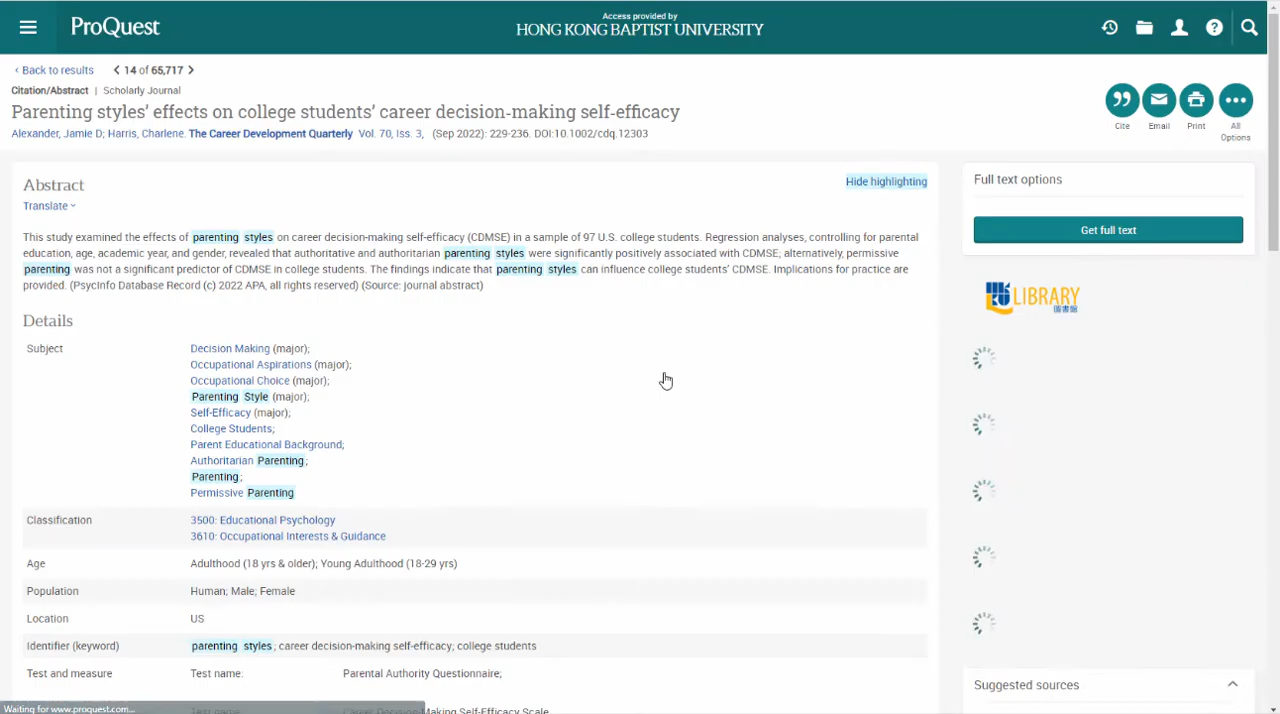 ProQuest
Access provided by
HONG KONG BAPTIST UNIVERSITY
‹ Back to results
14 of 65,717
Citation/Abstract | Scholarly Journal
Parenting styles' effects on college students' career decision-making self-efficacy
Alexander, Jamie D; Harris, Charlene. The Career Development Quarterly Vol. 70, Iss. 3, (Sep 2022): 229-236. DOI:10.1002/cdq.12303
Cite
Email
Print
All
Options
Abstract
Hide highlighting
Translate
This study examined the effects of parenting styles on career decision-making self-efficacy (CDMSE) in a sample of 97 U.S. college students. Regression analyses, controlling for parental
education, age, academic year, and gender, revealed that authoritative and authoritarian parenting styles were significantly positively associated with CDMSE; alternatively, permissive
parenting was not a significant predictor of CDMSE in college students. The findings indicate that parenting styles can influence college students' CDMSE. Implications for practice are
provided. (PsycInfo Database Record (c) 2022 APA, all rights reserved) (Source: journal abstract)
Details
Subject
Decision Making (major);
Occupational Aspirations (major);
Occupational Choice (major);
Parenting Style (major);
Self-Efficacy (major);
College Students;
Parent Educational Background;
Authoritarian Parenting;
Parenting;
Permissive Parenting
Classification
3500: Educational Psychology
3610: Occupational Interests & Guidance
Age
Adulthood (18 yrs & older); Young Adulthood (18-29 yrs)
Population
Human; Male; Female
Location
US
Identifier (keyword)
parenting styles; career decision-making self-efficacy; college students
Test and measure
Test name:
Parental Authority Questionnaire;
Test name
Career Decision-Making Self-Efficacy Scale
Waiting for www.proquest.com...
Full text options
Get full text
LIBRARY
圖書館
Suggested sources